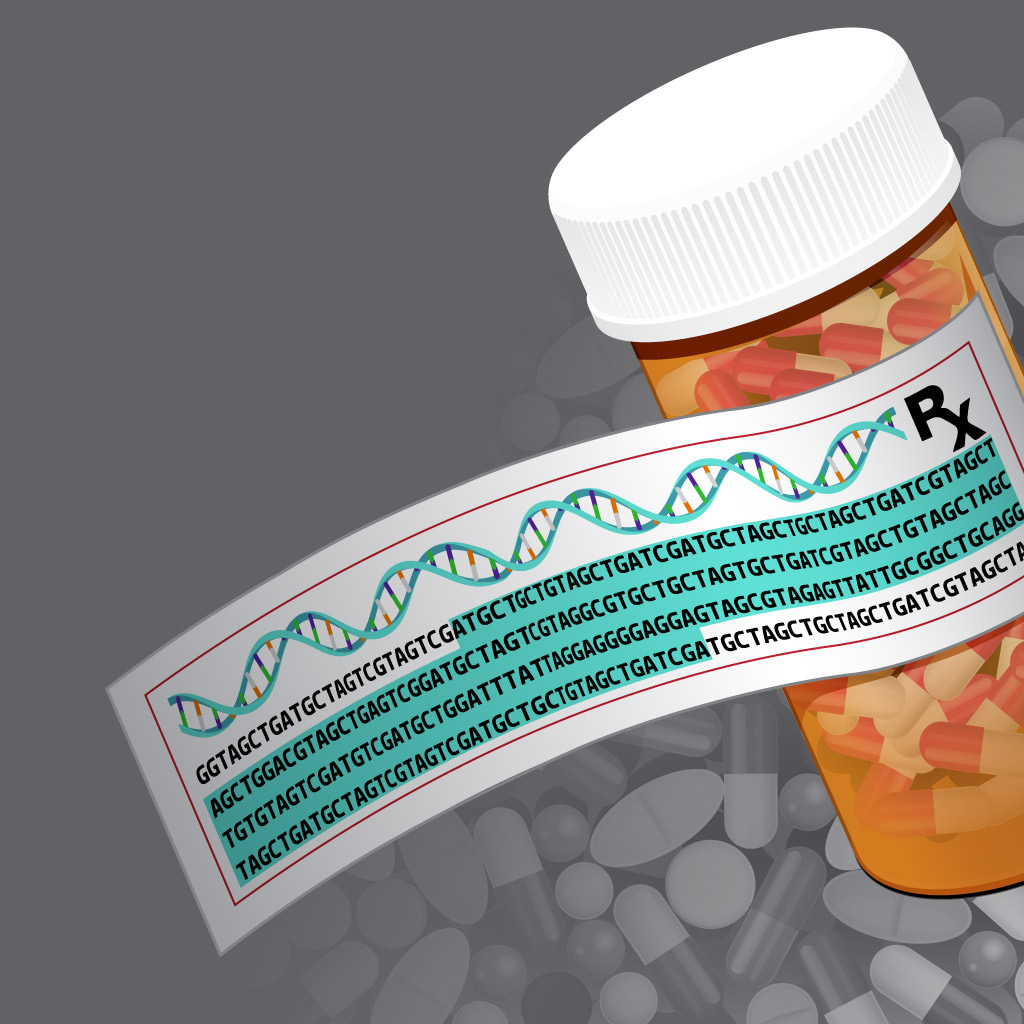 Rx
GGTAGCTGATGCTAGTCGTAGTCGATGCTGCTGTAGCTGATCGATGCTAGCTGCTAGCTGATCGTAGCT
AGCTGGACGTAGCTGAGTCGGATGCTAGTCGTAGGCGTGCTGCTAGTGCTGATCGTAGCTGTAGCTAGC
TGTGTAGTCGATGTCGATGCTGGATTTATTAGGAGGGGAGGAGTAGCGTAGAGTTATTGCGGCTGCAGG
TAGCTGATGCTAGTCGTAGTCGATGCTGCTGTAGCTGATCGATGCTAGCTGCTAGCTGATCGTAGCTA